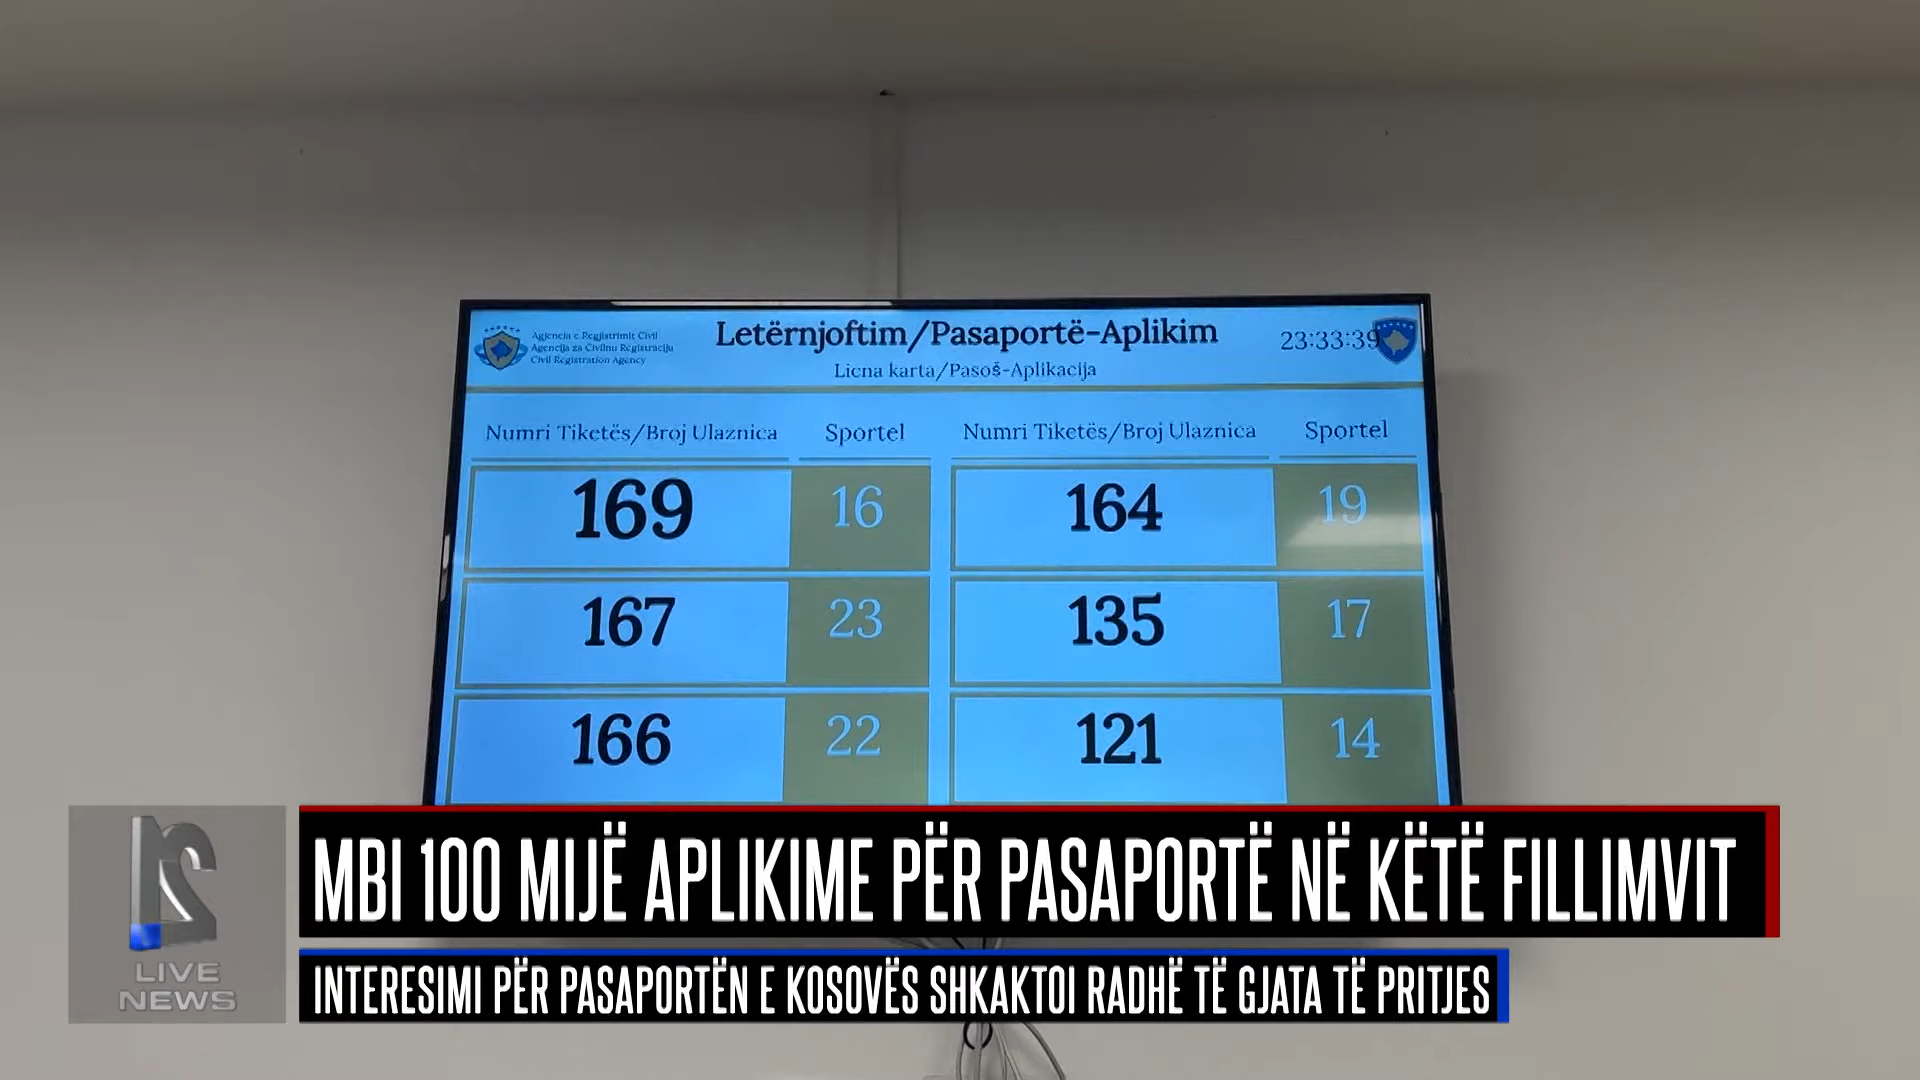 Agjencia e Regjistrimit Civil
Agencija za Civilnu Registraciju
Civil Registration Agency
Letërnjoftim/Pasaportë-Aplikim
Licna karta/Pasoš-Aplikacija
23:33:39
Numri Tiketës/Broj Ulaznica Sportel Numri Tiketës/Broj Ulaznica Sportel
169 16 164 19
167 23 135 17
166 22 121 14
MBI 100 MIJË APLIKIME PËR PASAPORTË NË KËTË FILLIMVIT
INTERESIMI PËR PASAPORTËN E KOSOVËS SHKAKTOI RADHË TË GJATA TË PRITJES
21
LIVE
NEWS